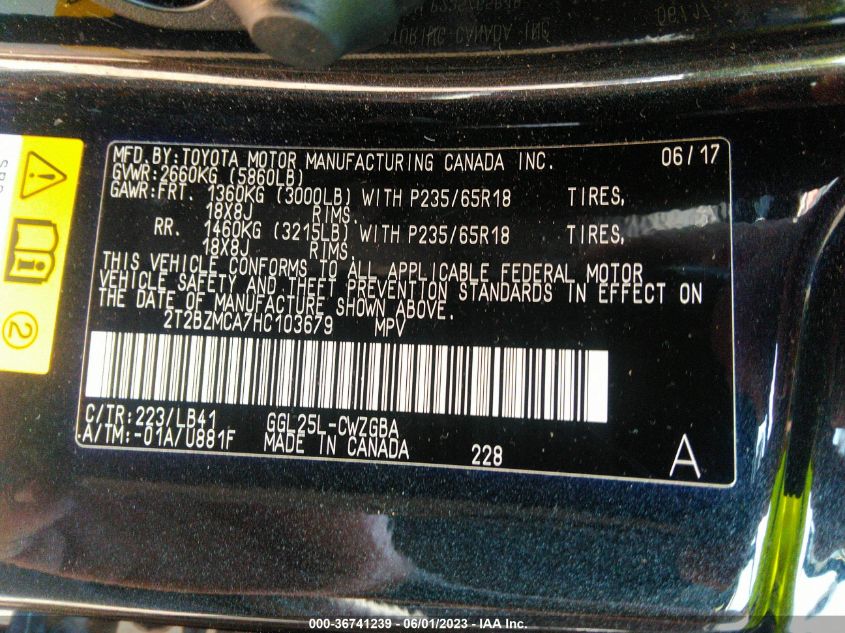 MFD.BY:TOYOTA MOTOR MANUFACTURING CANADA INC. 06/17
GVWR:2660KG (5860LB)
GAWR:FRT. 1360KG (3000LB) WITH P235/65R18 TIRES,
18X8J RIMS.
RR. 1460KG (3215LB) WITH P235/65R18 TIRES,
18X8J RIMS.
THIS VEHICLE CONFORMS TO ALL APPLICABLE FEDERAL MOTOR
VEHICLE SAFETY AND THEFT PREVENTION STANDARDS IN EFFECT ON
THE DATE OF MANUFACTURE SHOWN ABOVE.
2T2BZMCA7HC103679 MPV
C/TR:223/LB41 GGL25L-CWZGBA
A/TM:-01A/U881F MADE IN CANADA 228 A
2
000-36741239 - 06/01/2023 - IAA Inc.